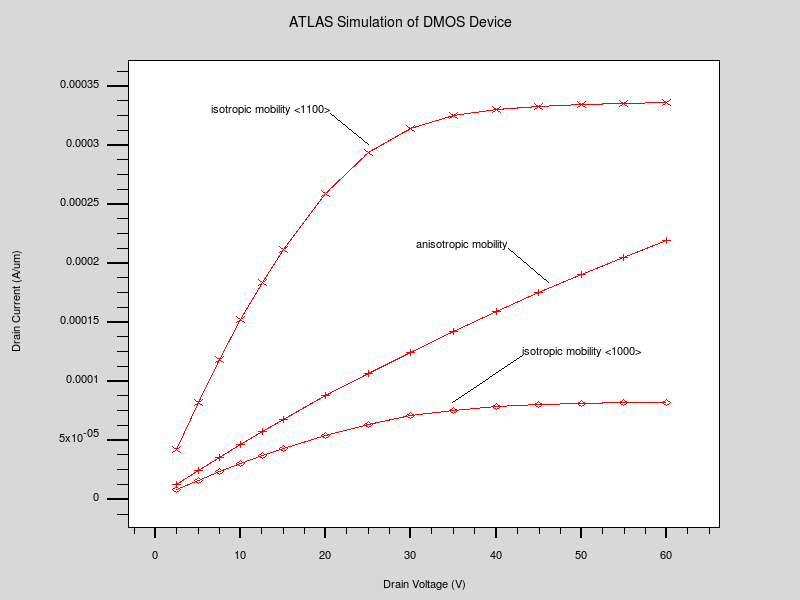 ATLAS Simulation of DMOS Device
0.00035
isotropic mobility <1100>
0.0003
0.00025
anisotropic mobility
0.0002
Drain Current (A/um)
0.00015
isotropic mobility <1000>
0.0001
5x10-05
0
0 10 20 30 40 50 60
Drain Voltage (V)